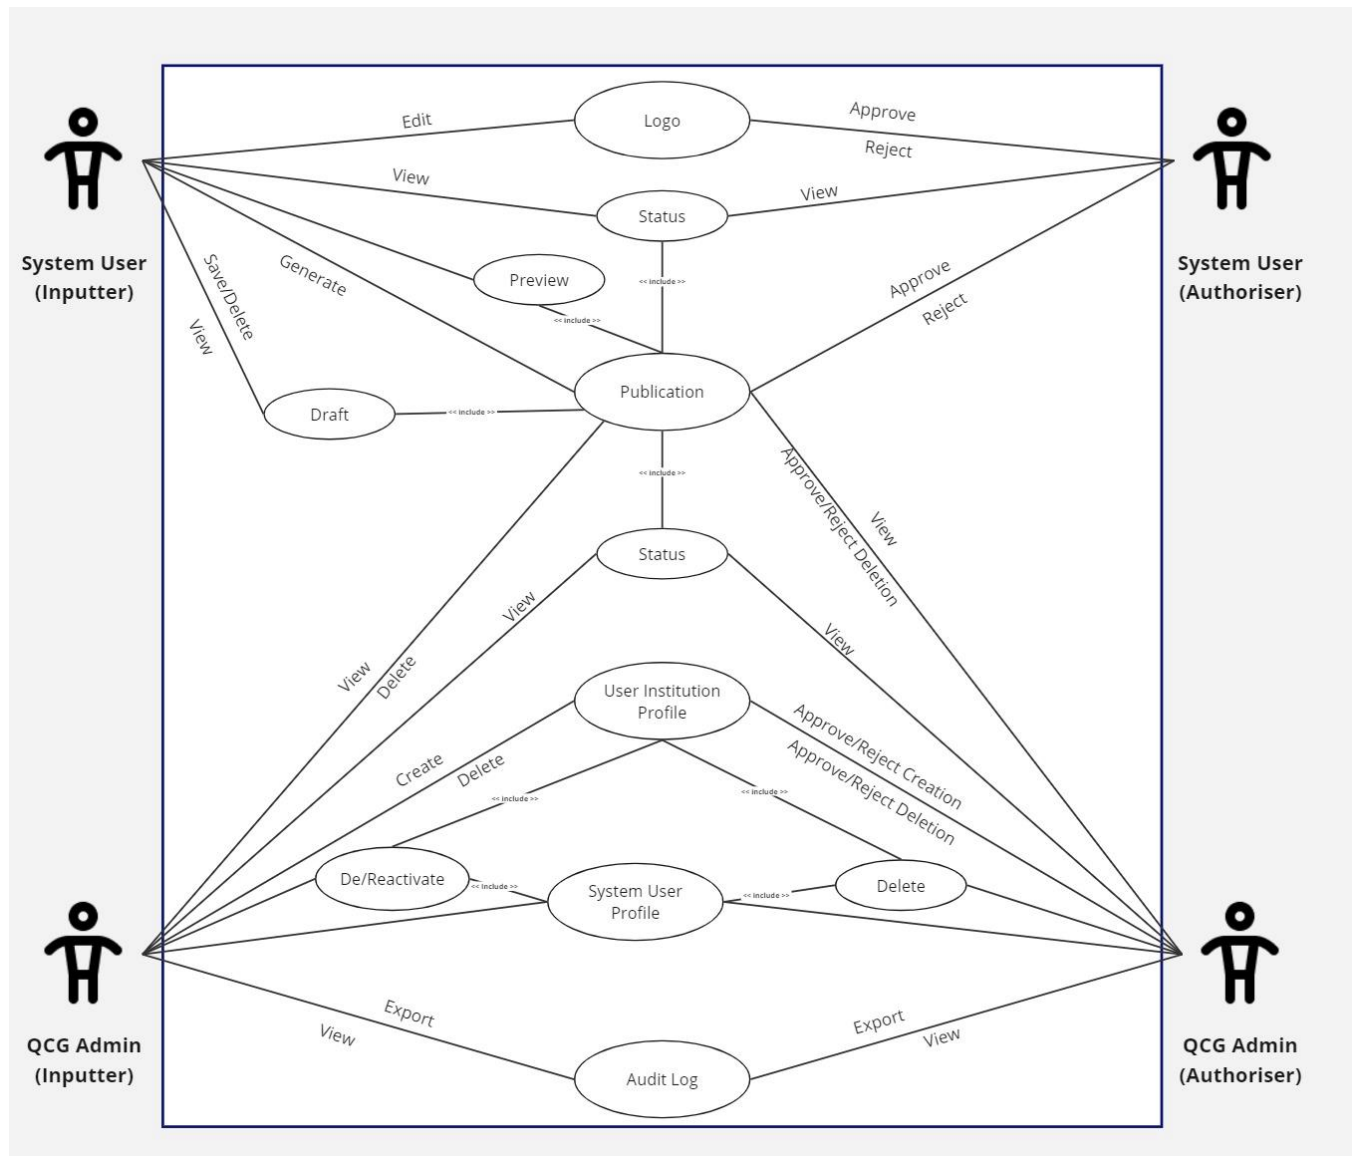 Edit
Logo
Approve
Reject
View
Status
View
System User
(Inputter)
System User
(Authoriser)
Save/Delete
View
Generate
Preview
<< include >>
<< include >>
Approve
Reject
Publication
Draft
<< include >>
<< include >>
Approve/Reject Deletion
View
Status
View
View
View
Delete
User Institution
Profile
Create
Delete
Approve/Reject Creation
Approve/Reject Deletion
<< include >>
<< include >>
De/Reactivate
<< include >>
System User
Profile
<< include >>
Delete
QCG Admin
(Inputter)
QCG Admin
(Authoriser)
Export
View
Export
View
Audit Log